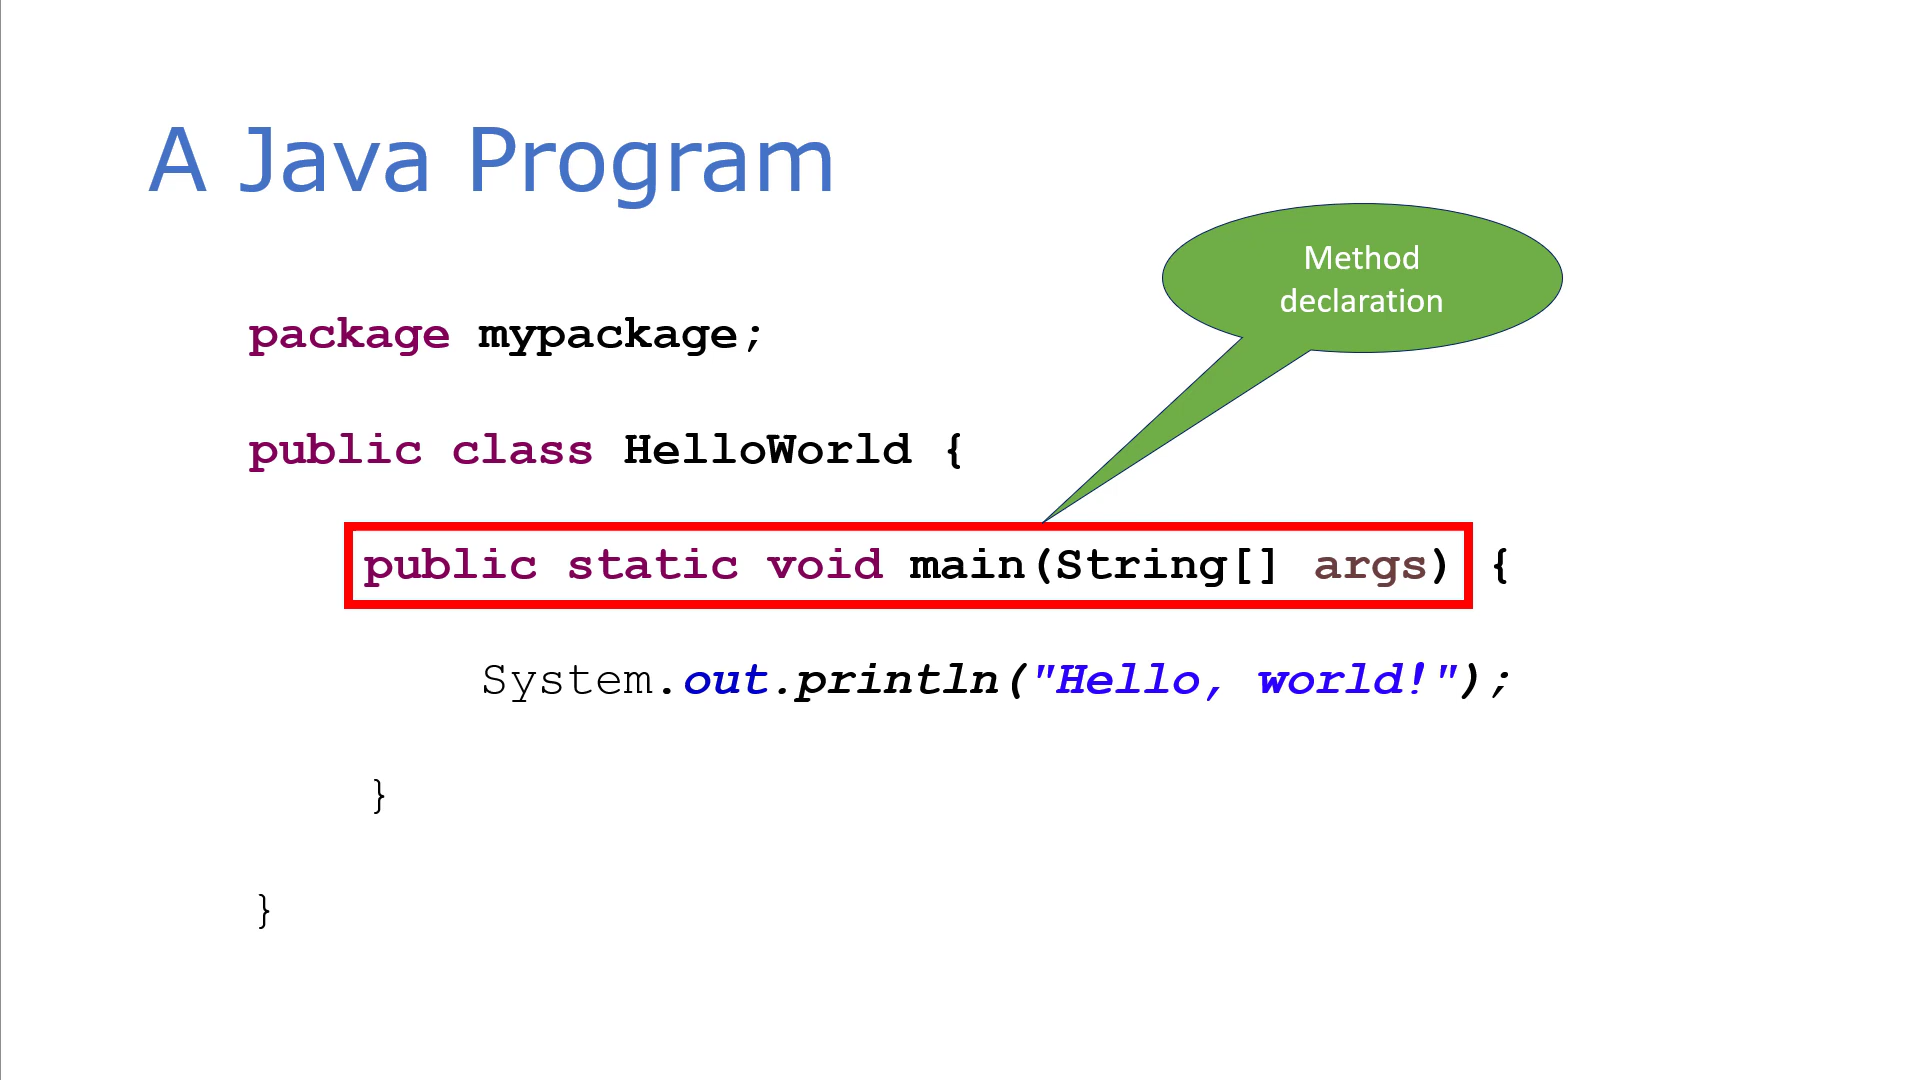 A Java Program
Method
declaration
package mypackage;
public class HelloWorld {
public static void main(String[] args) {
System.out.println("Hello, world!");
}
}